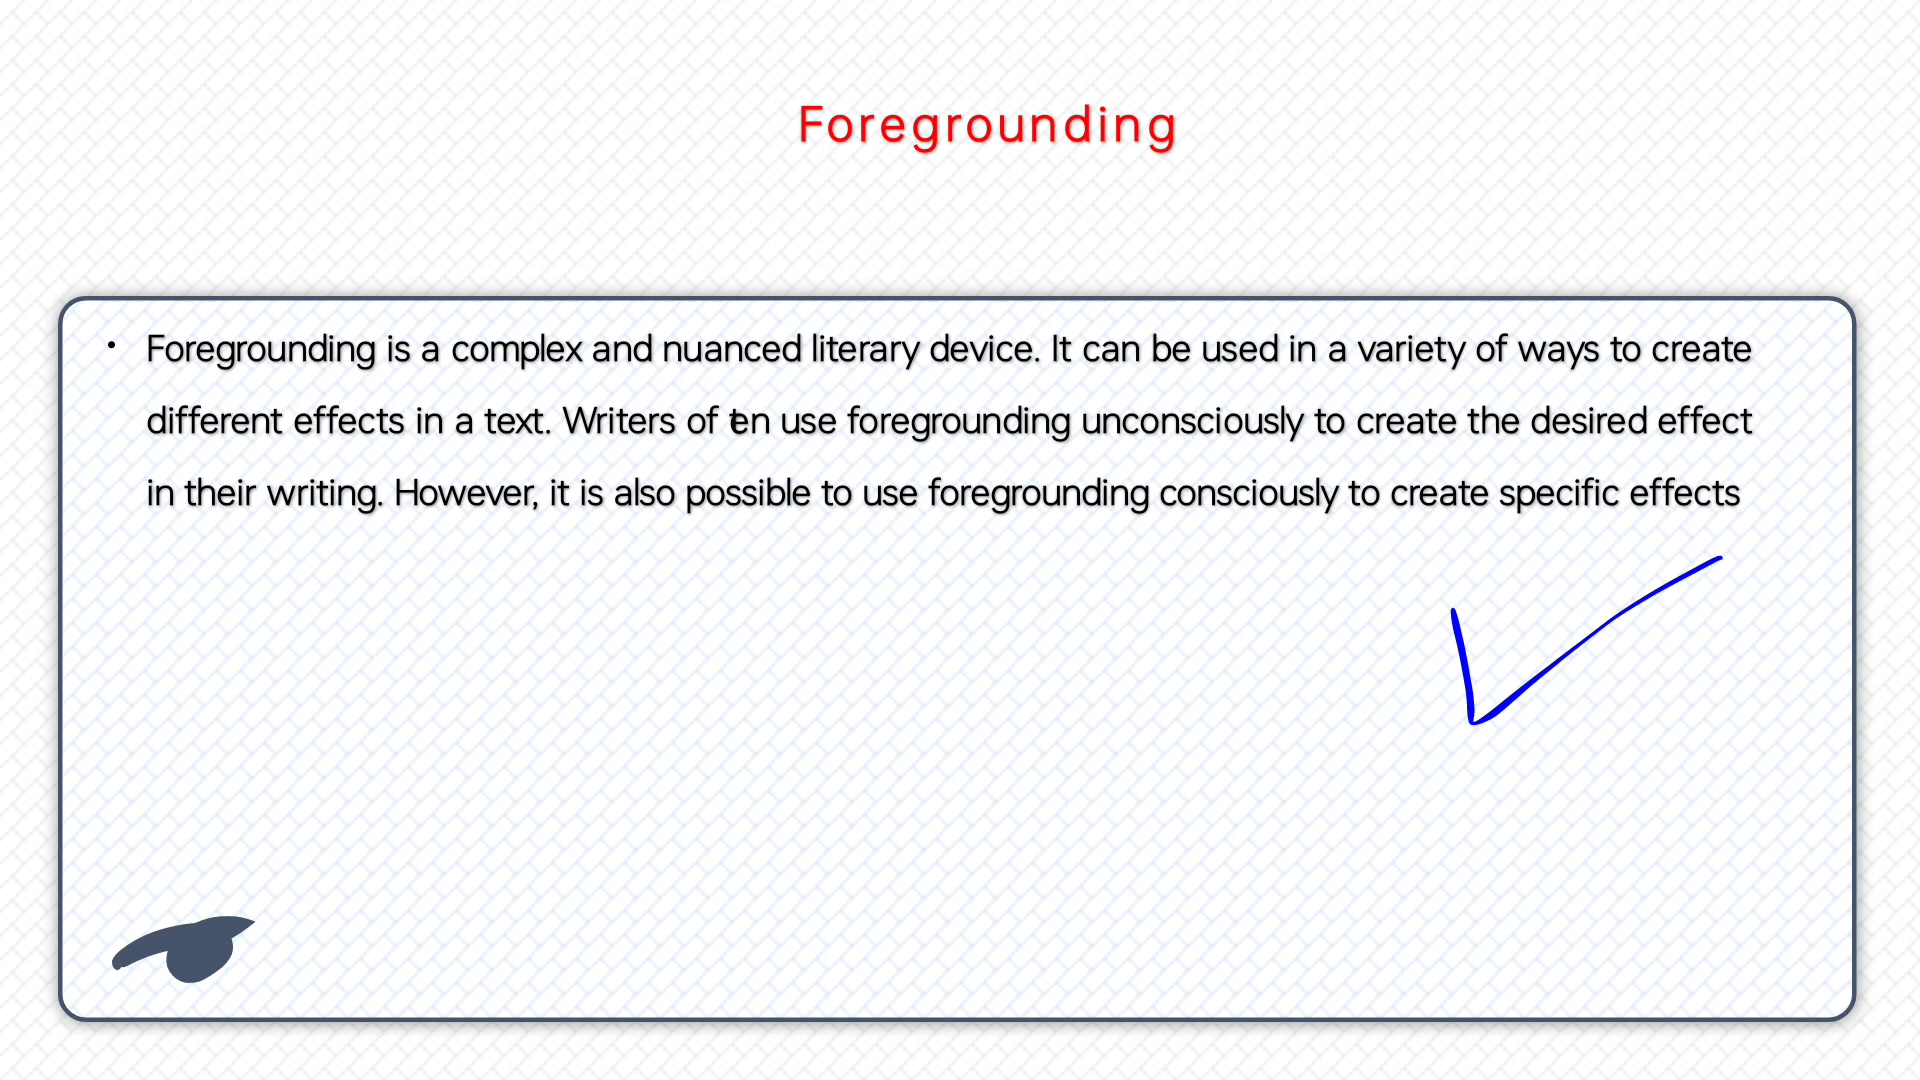 Foregrounding
• Foregrounding is a complex and nuanced literary device. It can be used in a variety of ways to create
different effects in a text. Writers of ten use foregrounding unconsciously to create the desired effect
in their writing. However, it is also possible to use foregrounding consciously to create specific effects